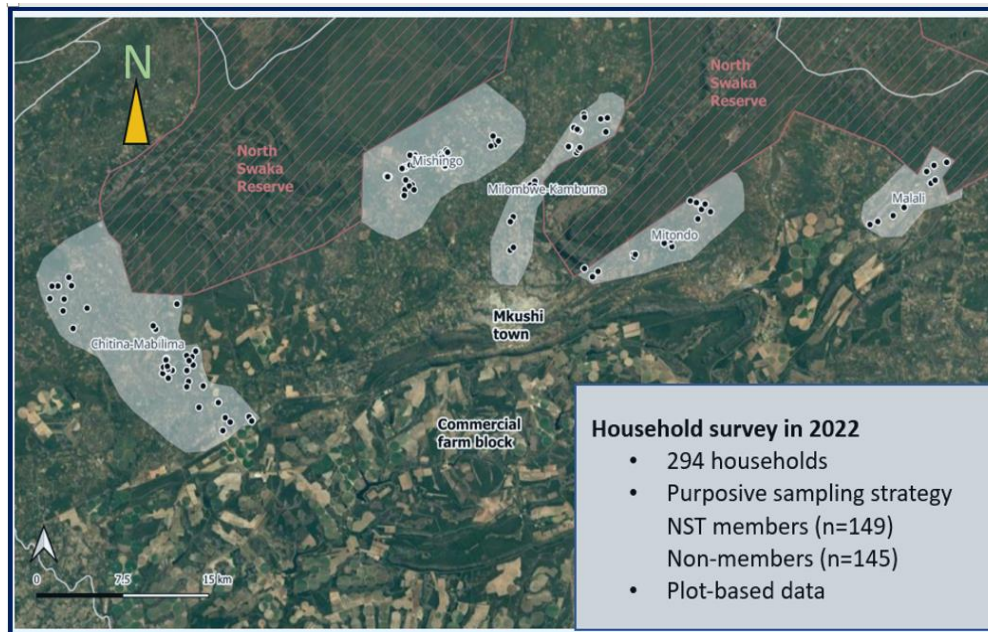 N
North
Swaka
Reserve
North
Swaka
Reserve
Mishingo
Milombwe-Kambuma
Malali
Mitondo
Chitina-Mabilima
Mkushi
town
Commercial
farm block
Household survey in 2022
• 294 households
• Purposive sampling strategy
NST members (n=149)
Non-members (n=145)
• Plot-based data
0 7.5 15 km